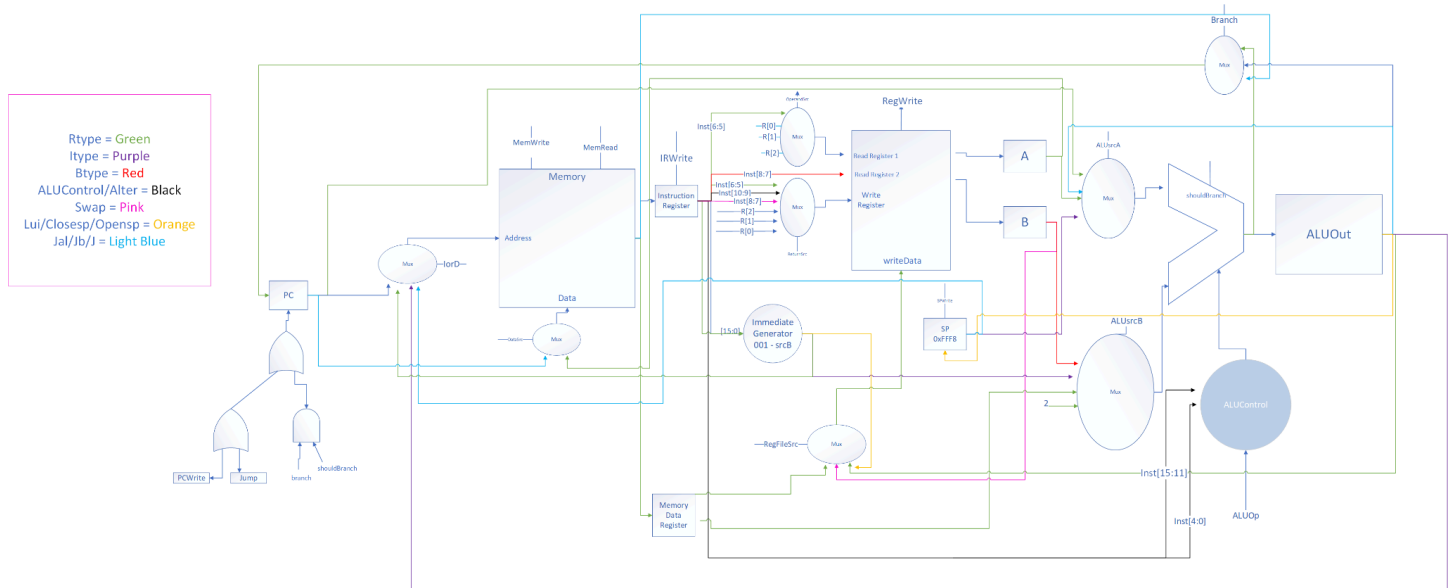 Branch
Mux
Rtype = Green
Itype = Purple
Btype = Red
ALUControl/Alter = Black
Swap = Pink
Lui/Closesp/Opensp = Orange
Jal/Jb/J = Light Blue
MemWrite
MemRead
Memory
Address
Data
IRWrite
Instruction
Register
Inst[6:5]
R[0]
R[1]
R[2]
Mux
RegWrite
Read Register 1
Read Register 2
Write
Register
writeData
Inst[8:7]
Inst[6:5]
Inst[10:9]
Inst[8:7]
R[2]
R[1]
R[0]
Mux
A
B
ALUsrcA
Mux
shouldBranch
ALUOut
Mux
IorD
PC
Mux
[15:0]
Immediate
Generator
001 - srcB
SP
0xFFF8
ALUsrcB
Mux
2
ALUControl
RegFileSrc
Mux
PCWrite
Jump
branch
shouldBranch
Memory
Data
Register
Inst[15:11]
Inst[4:0]
ALUOp